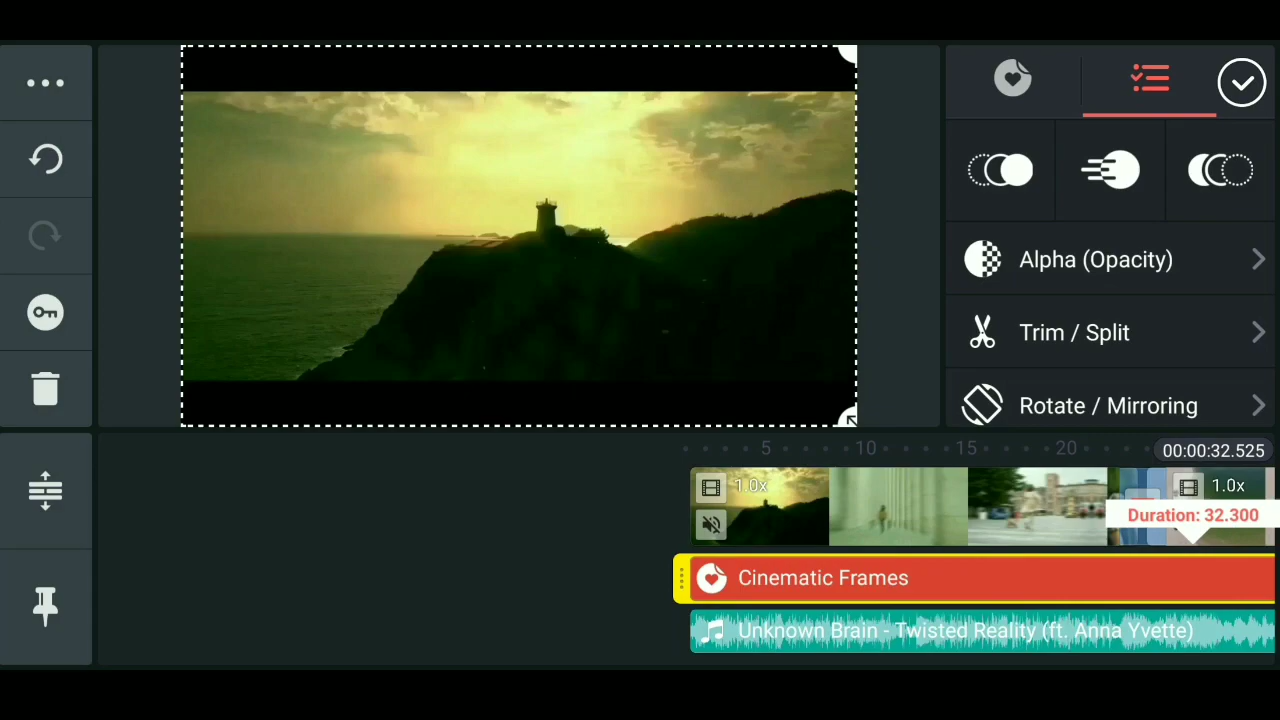 Alpha (Opacity)
Trim / Split
Rotate / Mirroring
5
10
15
20
00:00:32.525
1.0x
1.0x
Duration: 32.300
Cinematic Frames
Unknown Brain - Twisted Reality (ft. Anna Yvette)